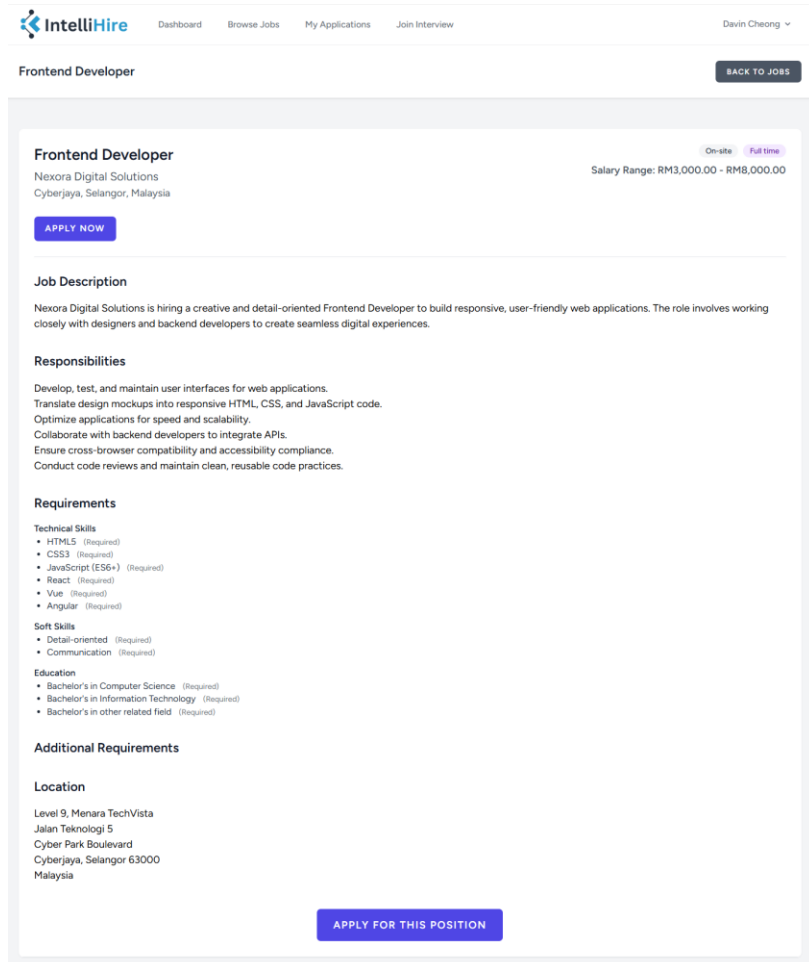 IntelliHire
Dashboard
Browse Jobs
My Applications
Join Interview
Davin Cheong
Frontend Developer
BACK TO JOBS
Frontend Developer
On-site
Full time
Nexora Digital Solutions
Salary Range: RM3,000.00 - RM8,000.00
Cyberjaya, Selangor, Malaysia
APPLY NOW
Job Description
Nexora Digital Solutions is hiring a creative and detail-oriented Frontend Developer to build responsive, user-friendly web applications. The role involves working
closely with designers and backend developers to create seamless digital experiences.
Responsibilities
Develop, test, and maintain user interfaces for web applications.
Translate design mockups into responsive HTML, CSS, and JavaScript code.
Optimize applications for speed and scalability.
Collaborate with backend developers to integrate APIs.
Ensure cross-browser compatibility and accessibility compliance.
Conduct code reviews and maintain clean, reusable code practices.
Requirements
Technical Skills
• HTML5 (Required)
• CSS3 (Required)
• JavaScript (ES6+) (Required)
• React (Required)
• Vue (Required)
• Angular (Required)
Soft Skills
• Detail-oriented (Required)
• Communication (Required)
Education
• Bachelor's in Computer Science (Required)
• Bachelor's in Information Technology (Required)
• Bachelor's in other related field (Required)
Additional Requirements
Location
Level 9, Menara TechVista
Jalan Teknologi 5
Cyber Park Boulevard
Cyberjaya, Selangor 63000
Malaysia
APPLY FOR THIS POSITION